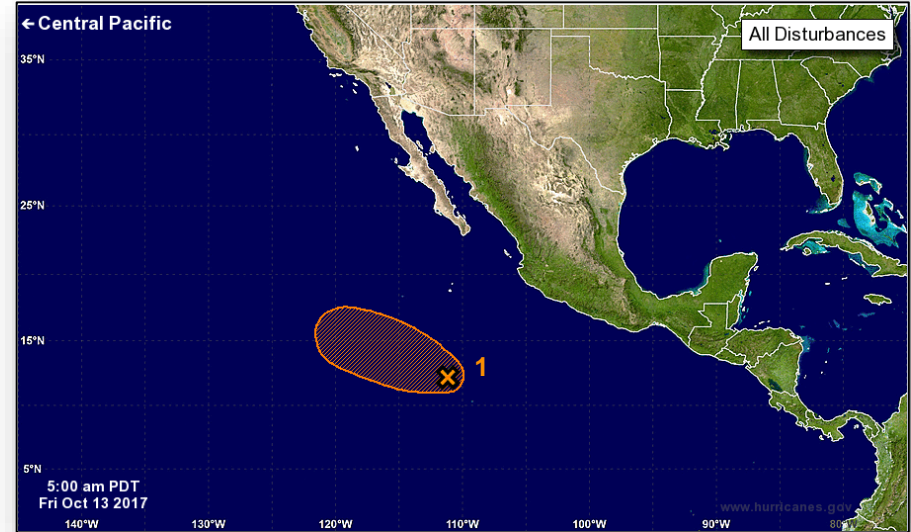 ←Central Pacific
All Disturbances
35°N
25°N
15°N
1
5°N
5:00 am PDT
Fri Oct 13 2017
www.hurricanes.gov
140°W
130°W
120°W
110°W
100°W
90°W
80°W